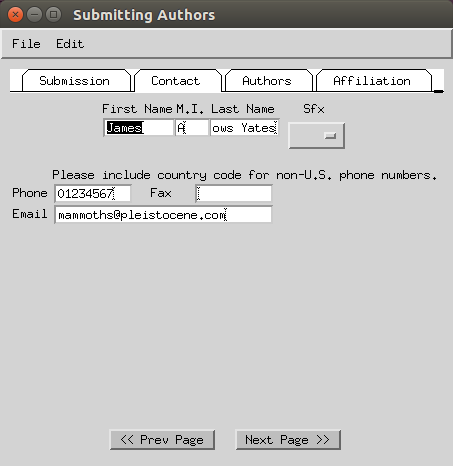 Submitting Authors
File Edit
Submission Contact Authors Affiliation
First Name M.I. Last Name Sfx
James A ows Yates
Please include country code for non-U.S. phone numbers.
Phone 01234567 Fax
Email mammoths@pleistocene.com
<< Prev Page Next Page >>